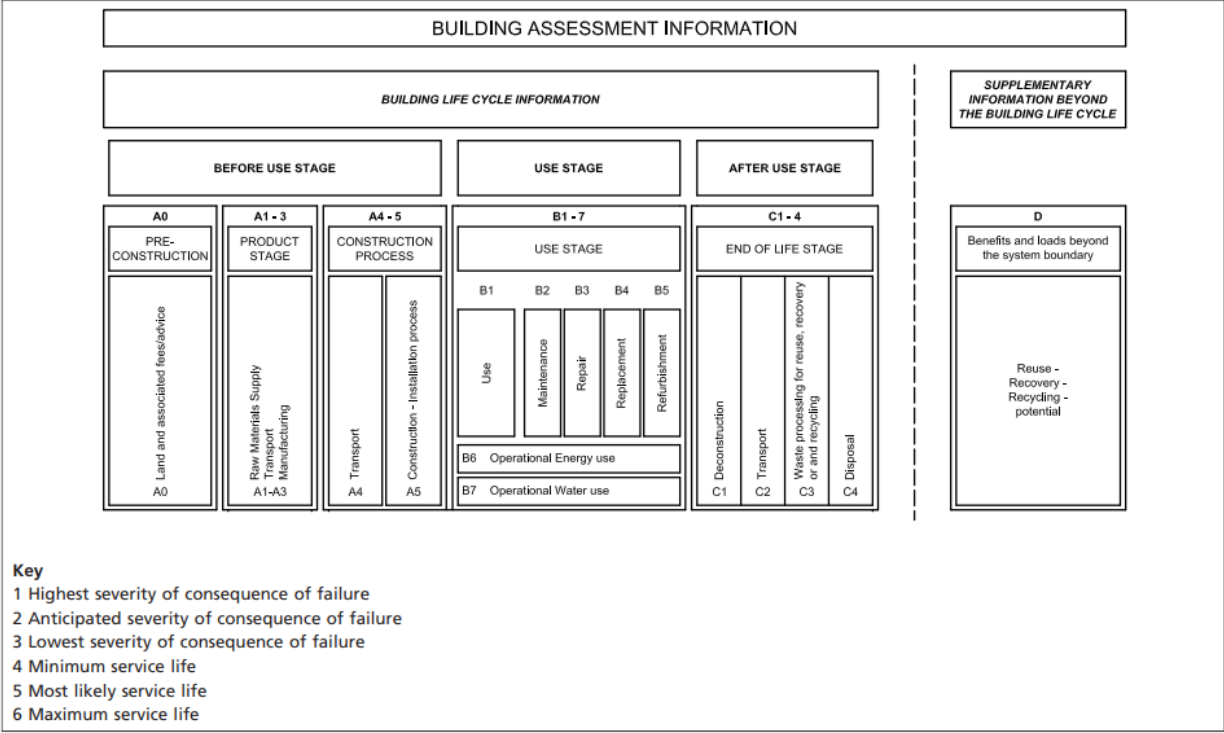 BUILDING ASSESSMENT INFORMATION
BUILDING LIFE CYCLE INFORMATION
SUPPLEMENTARY
INFORMATION BEYOND
THE BUILDING LIFE CYCLE
BEFORE USE STAGE
USE STAGE
AFTER USE STAGE
A0
PRE-
CONSTRUCTION
Land and associated fees/advice
A0
A1 - 3
PRODUCT
STAGE
Raw Materials Supply
Transport
Manufacturing
A1-A3
A4 - 5
CONSTRUCTION
PROCESS
Transport
A4
Construction - Installation process
A5
B1 - 7
USE STAGE
B1
Use
B2
Maintenance
B3
Repair
B4
Replacement
B5
Refurbishment
B6 Operational Energy use
B7 Operational Water use
C1 - 4
END OF LIFE STAGE
Deconstruction
C1
Transport
C2
Waste processing for reuse, recovery
or and recycling
C3
Disposal
C4
D
Benefits and loads beyond
the system boundary
Reuse -
Recovery -
Recycling -
potential
Key
1 Highest severity of consequence of failure
2 Anticipated severity of consequence of failure
3 Lowest severity of consequence of failure
4 Minimum service life
5 Most likely service life
6 Maximum service life